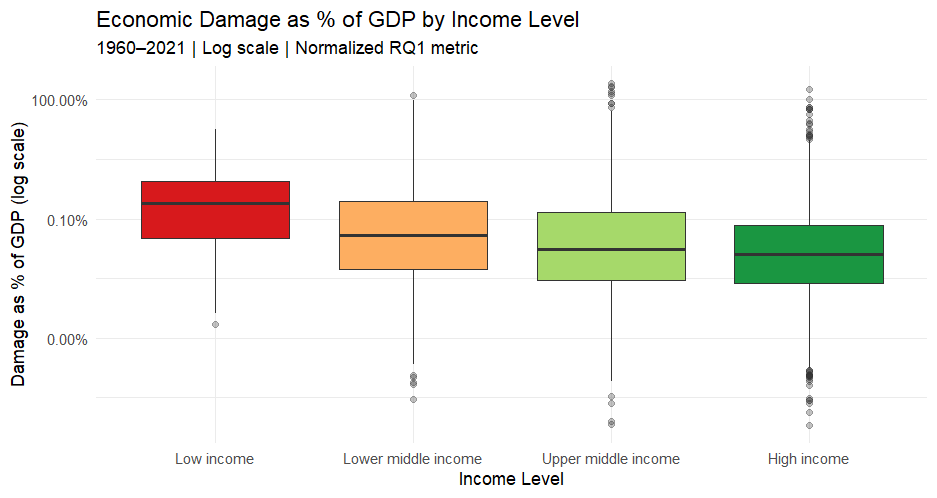 Economic Damage as % of GDP by Income Level
1960–2021 | Log scale | Normalized RQ1 metric
Damage as % of GDP (log scale)
100.00%
0.10%
0.00%
Low income
Lower middle income
Upper middle income
High income
Income Level